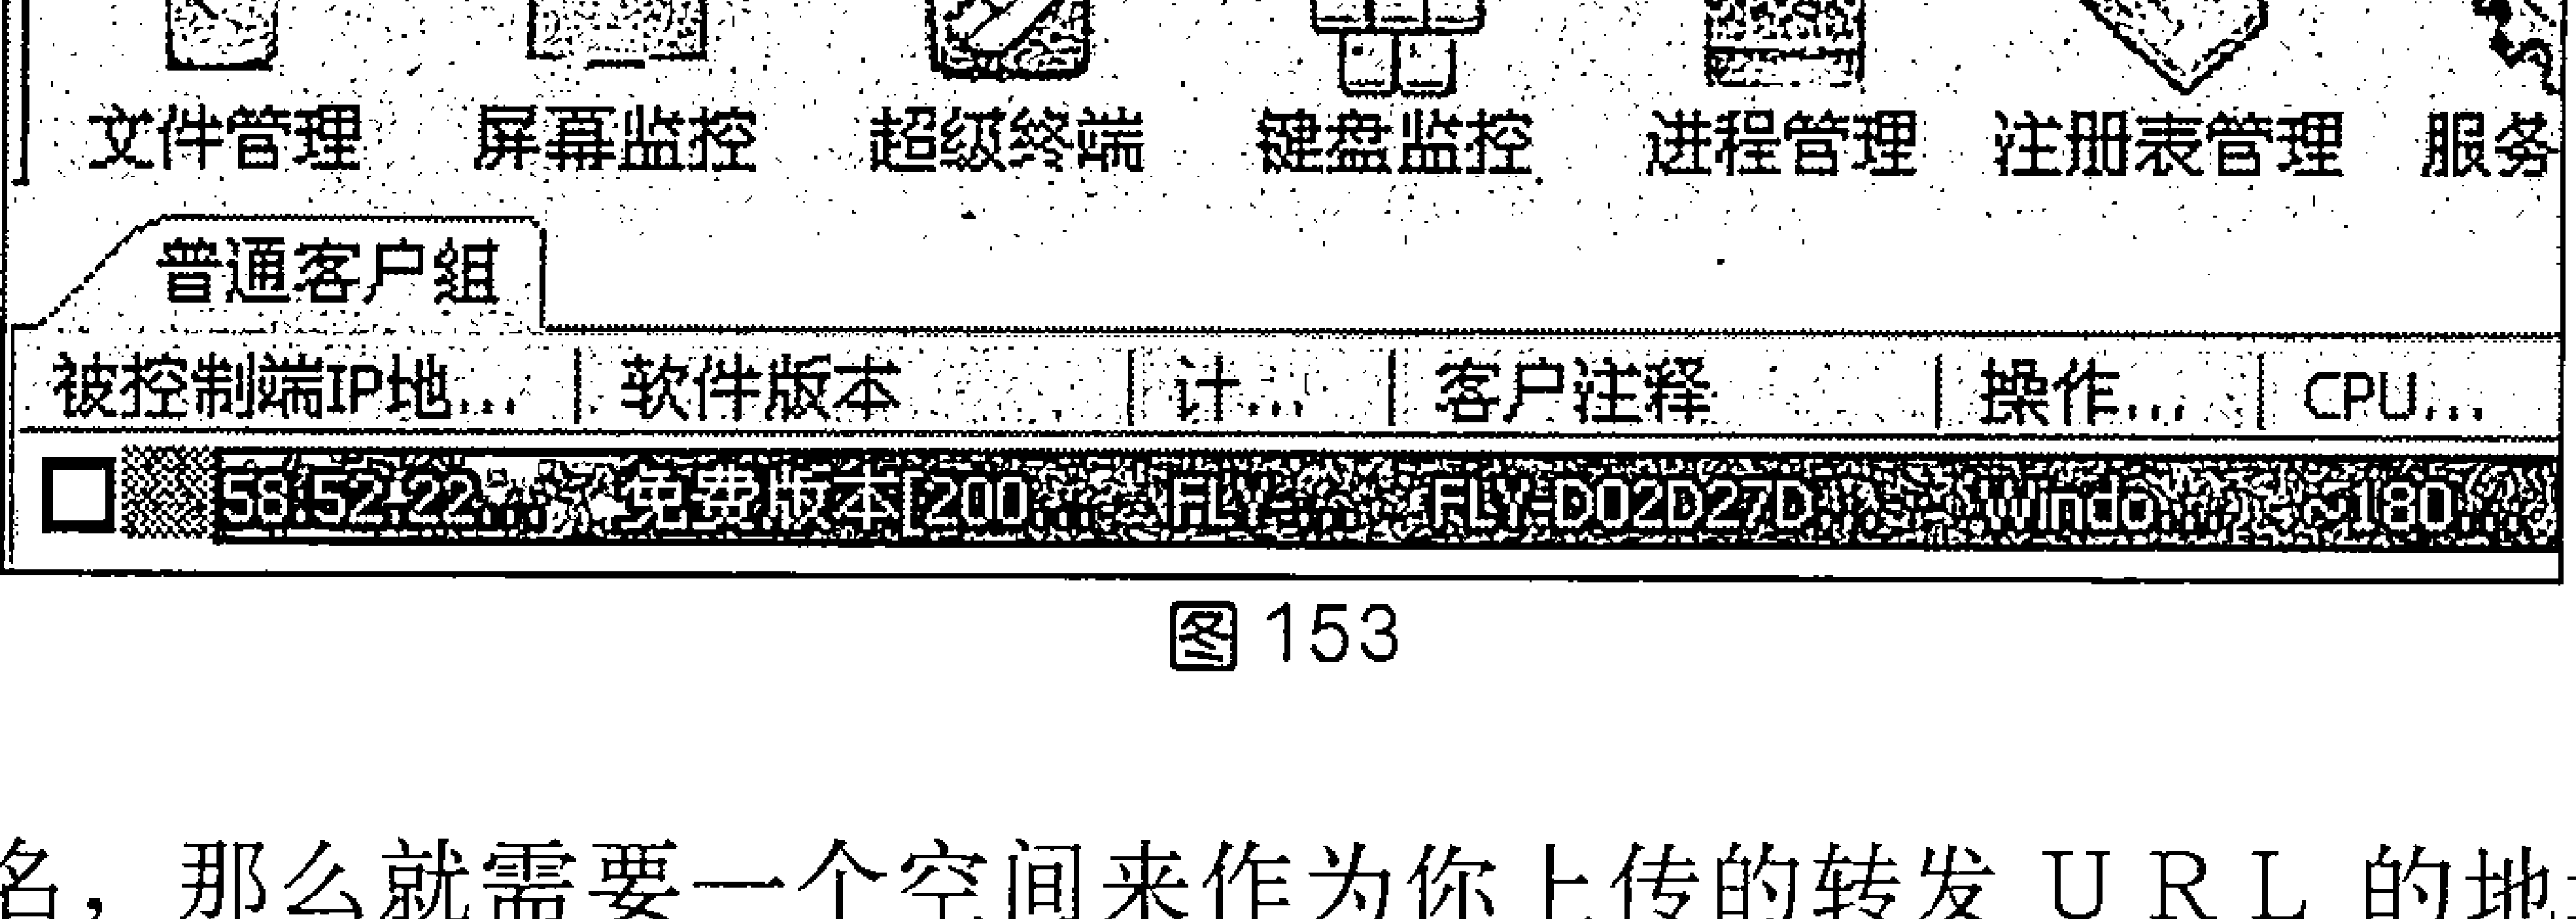 文件管理 屏幕监控 超级终端 键盘监控 进程管理 注册表管理 服务
普通客户组
被控制端IP地... 软件版本 计... 客户注释 操作... CPU...
58.52.22... 免费版本[200... FLY-... FLY-D02D27D... Windo... 180...
图 153
名，那么就需要一个空间来作为你上传的转发 URL 的地